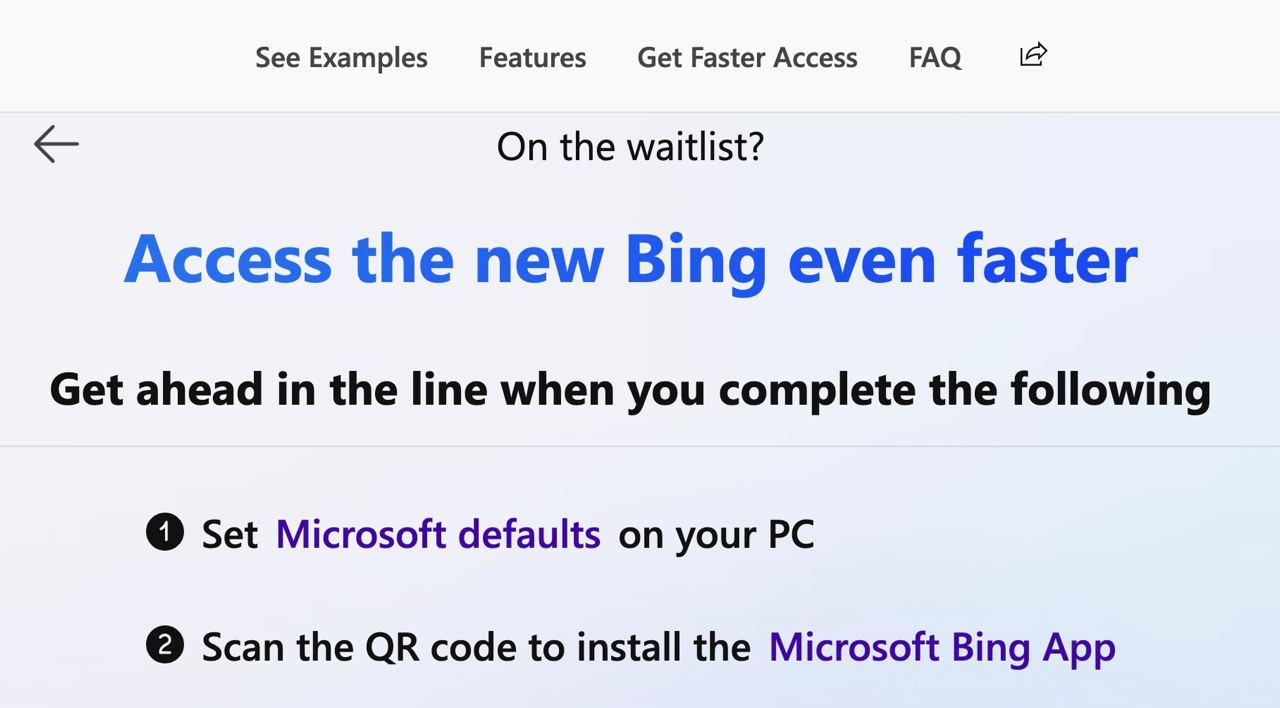 See Examples Features Get Faster Access FAQ
On the waitlist?
Access the new Bing even faster
Get ahead in the line when you complete the following
1 Set Microsoft defaults on your PC
2 Scan the QR code to install the Microsoft Bing App